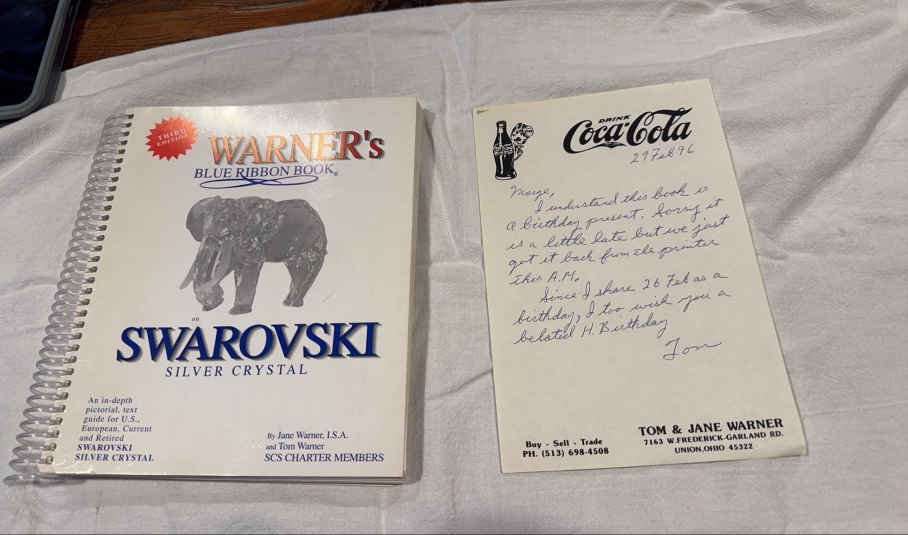 THIRD
EDITION
WARNER's
BLUE RIBBON BOOK®
on
SWAROVSKI
SILVER CRYSTAL
An in-depth
pictorial, text
guide for U.S.,
European, Current
and Retired
SWAROVSKI
SILVER CRYSTAL
By Jane Warner, I.S.A.
and Tom Warner
SCS CHARTER MEMBERS
DRINK
Coca-Cola
29 Feb 96
Marge,
I understand this book is
a birthday present. Sorry it
is a little late but we just
got it back from the printer
this A.M.
Since I share 26 Feb as a
birthday, I too wish you a
belated H. Birthday
Tom
Buy - Sell - Trade
PH. (513) 698-4508
TOM & JANE WARNER
7163 W.FREDERICK-GARLAND RD.
UNION,OHIO 45322